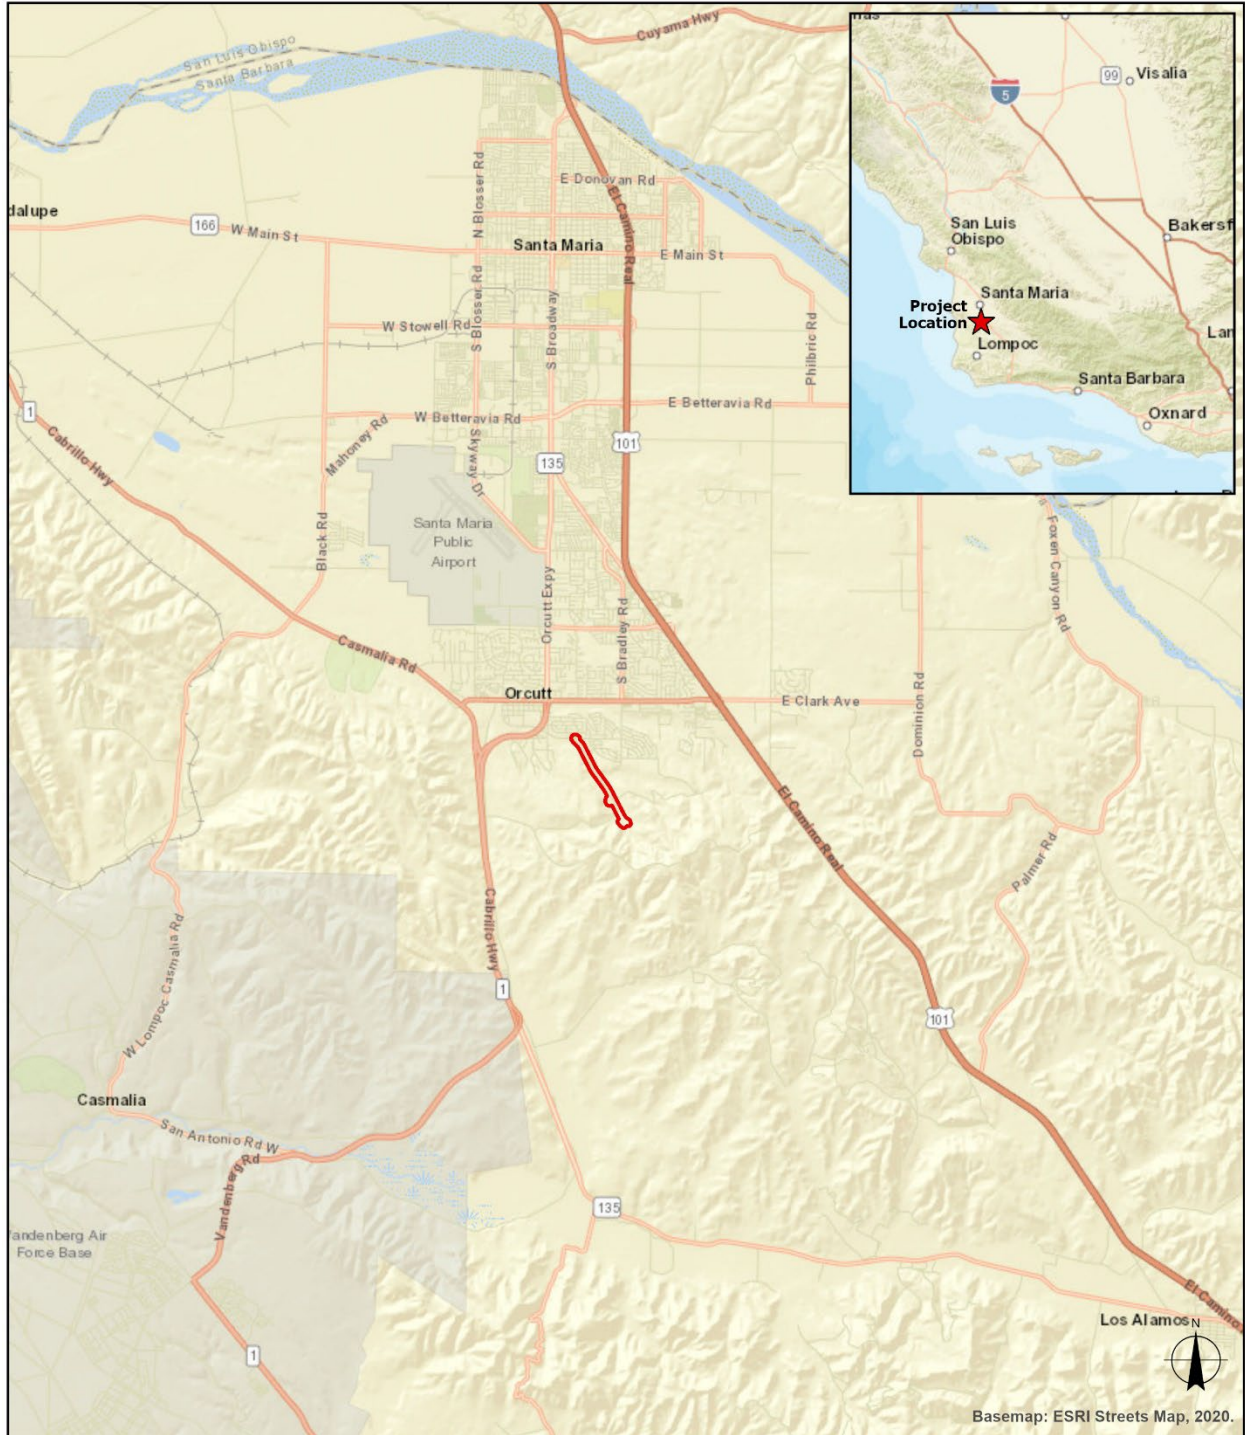 Cuyama Hwy
San Luis Obispo
Santa Barbara
N Blosser Rd
E Donovan Rd
El Camino Real
dalupe
166
W Main St
Santa Maria
E Main St
S Blosser Rd
S Broadway
W Stowell Rd
Philbric Rd
1
Cabrillo Hwy
Mahoney Rd
W Betteravia Rd
E Betteravia Rd
Skyway Dr
135
101
Santa Maria
Public
Airport
Black Rd
Orcutt Expy
S Bradley Rd
Foxen Canyon Rd
Casmalia Rd
Orcutt
E Clark Ave
Dominion Rd
El Camino Real
Palmer Rd
Cabrillo Hwy
1
101
W Lompoc Casmalia Rd
Casmalia
San Antonio Rd W
Vandenberg Rd
135
andenberg Air
Force Base
1
El Camino
Los Alamos
N
Basemap: ESRI Streets Map, 2020.
99
Visalia
5
San Luis
Obispo
Bakersf
Santa Maria
Project
Location
Lompoc
Lan
Santa Barbara
Oxnard